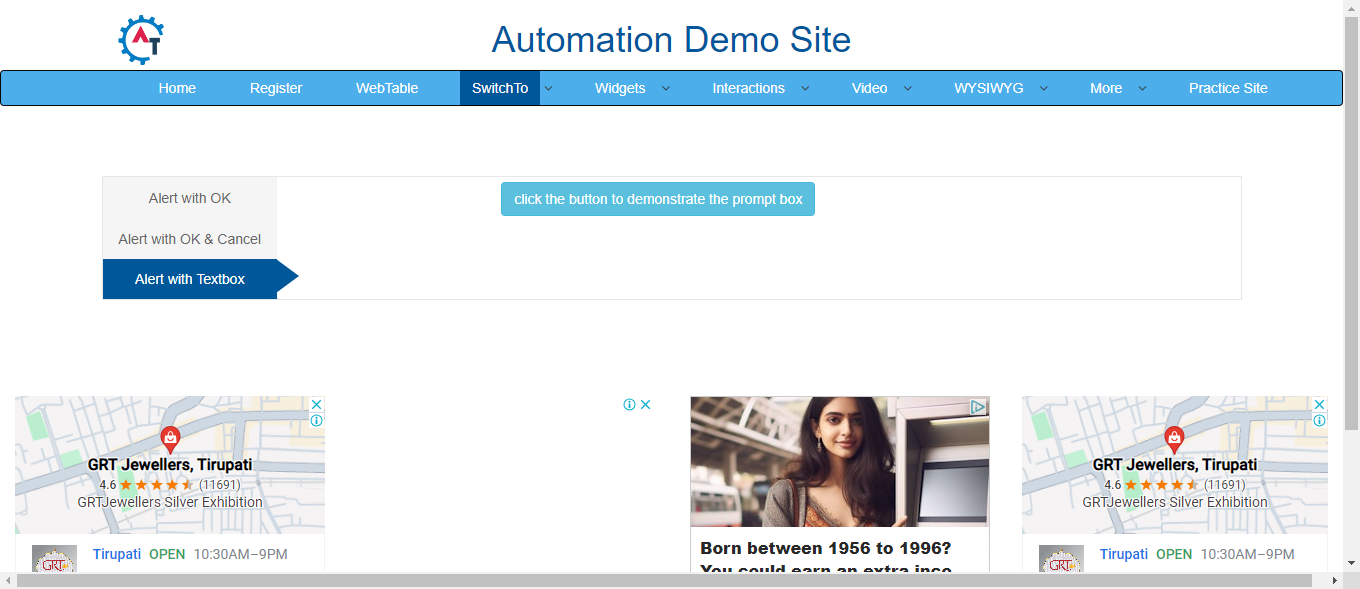 AT
Automation Demo Site
Home Register WebTable SwitchTo Widgets Interactions Video WYSIWYG More Practice Site
Alert with OK
click the button to demonstrate the prompt box
Alert with OK & Cancel
Alert with Textbox
GRT Jewellers, Tirupati
4.6 (11691)
GRTJewellers Silver Exhibition
GRT
Tirupati OPEN 10:30AM–9PM
Born between 1956 to 1996?
You could earn an extra inco
GRT Jewellers, Tirupati
4.6 (11691)
GRTJewellers Silver Exhibition
GRT
Tirupati OPEN 10:30AM–9PM